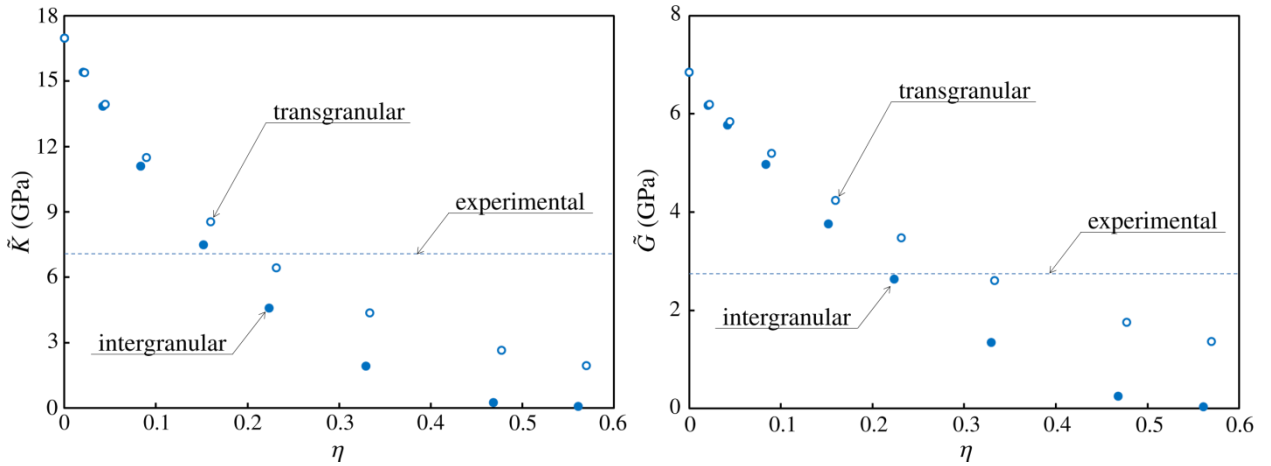 18
15
12
9
6
3
0
K̃ (GPa)
transgranular
experimental
intergranular
0 0.1 0.2 0.3 0.4 0.5 0.6
η
8
6
4
2
0
G̃ (GPa)
transgranular
experimental
intergranular
0 0.1 0.2 0.3 0.4 0.5 0.6
η